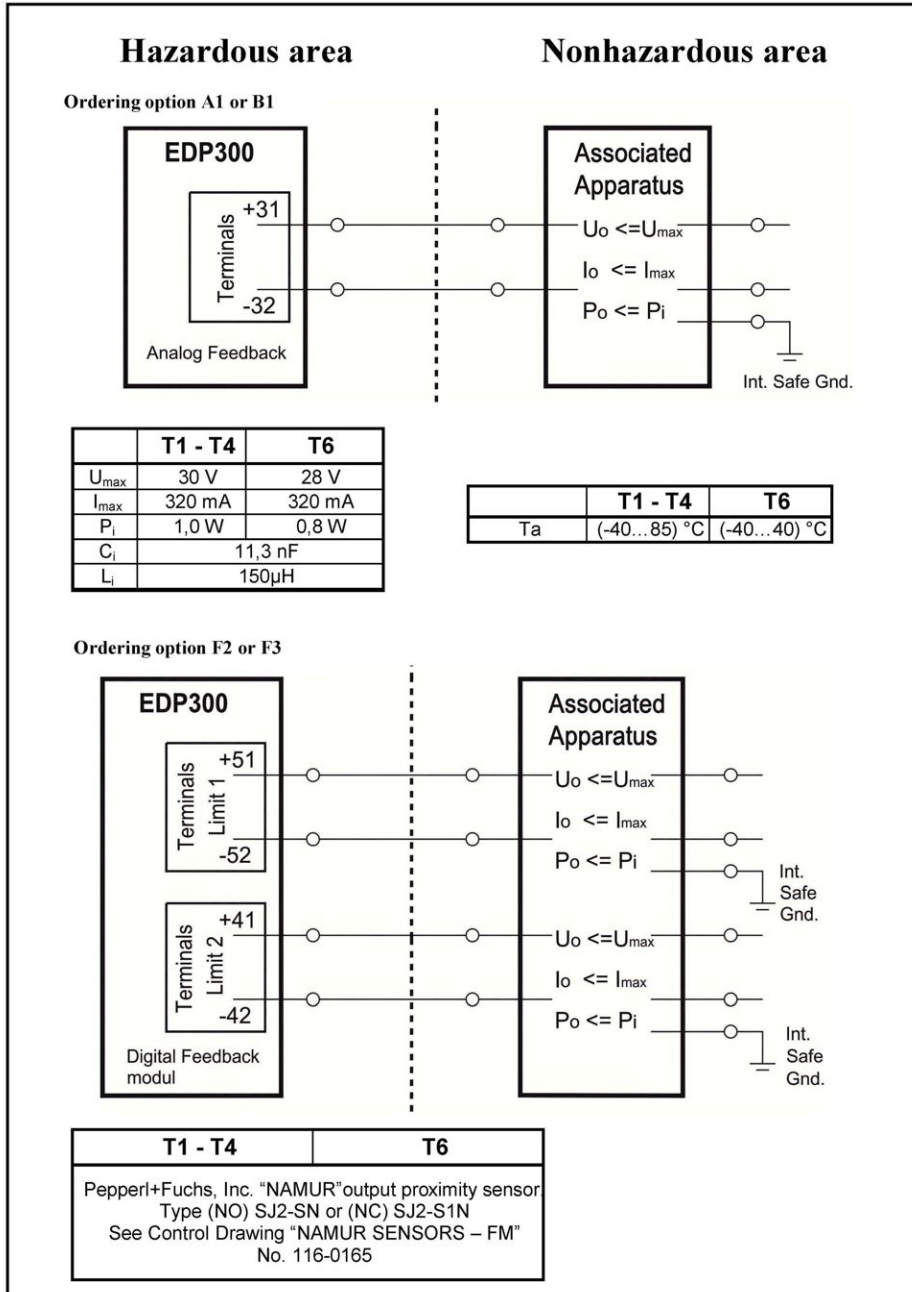 Hazardous area
Nonhazardous area
Ordering option A1 or B1
EDP300
Terminals
+31
-32
Analog Feedback
Associated
Apparatus
Uo <=Umax
Io <= Imax
Po <= Pi
Int. Safe Gnd.
T1 - T4 T6
Umax 30 V 28 V
Imax 320 mA 320 mA
Pi 1,0 W 0,8 W
Ci 11,3 nF
Li 150µH
T1 - T4 T6
Ta (-40...85) °C (-40...40) °C
Ordering option F2 or F3
EDP300
Terminals
Limit 1
+51
-52
Terminals
Limit 2
+41
-42
Digital Feedback
modul
Associated
Apparatus
Uo <=Umax
Io <= Imax
Po <= Pi
Int.
Safe
Gnd.
Uo <=Umax
Io <= Imax
Po <= Pi
Int.
Safe
Gnd.
T1 - T4 T6
Pepperl+Fuchs, Inc. “NAMUR”output proximity sensor.
Type (NO) SJ2-SN or (NC) SJ2-S1N
See Control Drawing “NAMUR SENSORS – FM”
No. 116-0165